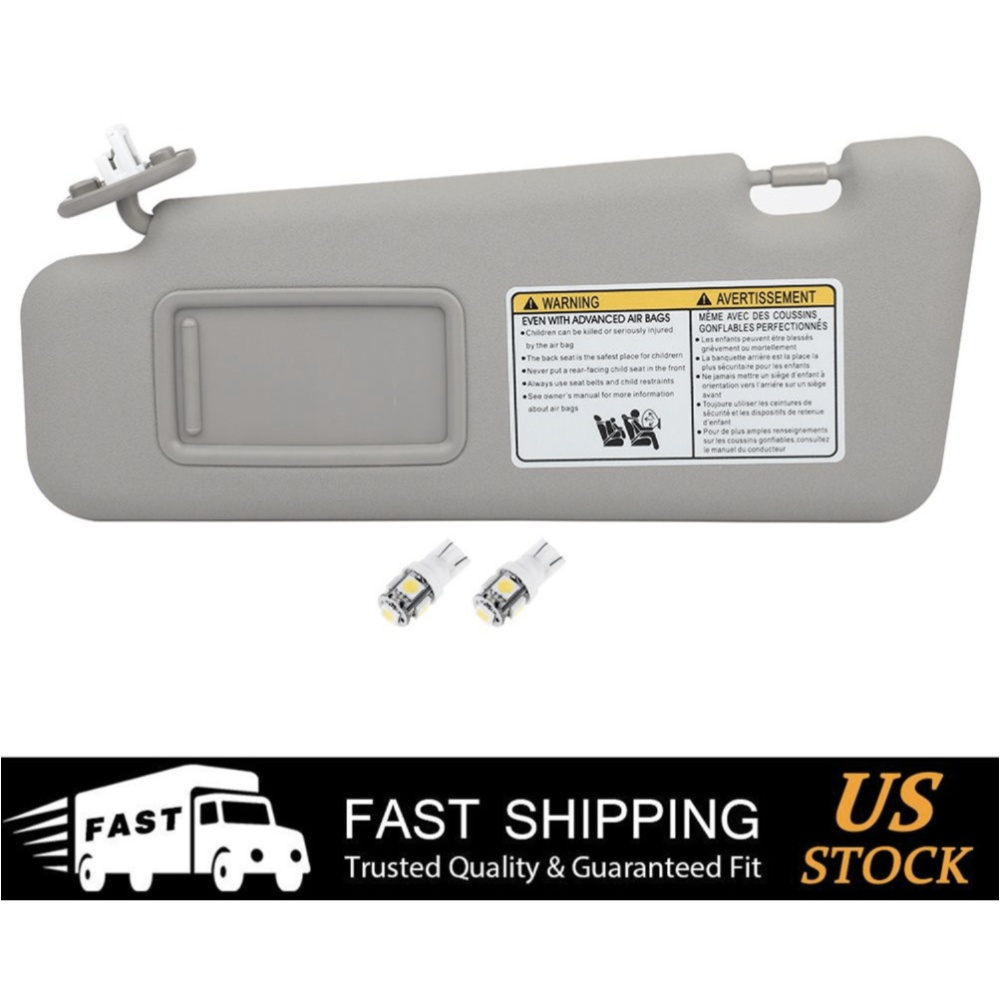 WARNING
EVEN WITH ADVANCED AIR BAGS
•Children can be killed or seriously injured
by the air bag
•The back seat is the safest place for childrern
•Never put a rear-facing child seat in the front
•Always use seat belts and child restraints
•See owner's manual for more information
about air bags
AVERTISSEMENT
MÊME AVEC DES COUSSINS
GONFLABLES PERFECTIONNÉS
•Les enfants peuvent être blessés
grièvement ou mortellement
•La banquette arrière est la place la
plus sécuntaire pour les enfants
•Ne jamais mettre un siège d'enfant à
orientation vers l'arrière sur un siège
avant
•Toujoure utiliser les ceintures de
sécurité et les dispositifs de retenue
d'enfant
•Pour de plus amples renseignements
sur les coussins gonfiables, consultez
le manuel du conducteur
FAST
FAST SHIPPING
Trusted Quality & Guaranteed Fit
US
STOCK